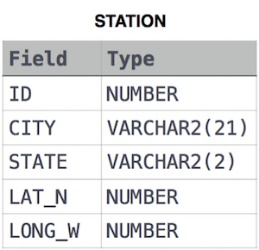 STATION
Field Type
ID NUMBER
CITY VARCHAR2(21)
STATE VARCHAR2(2)
LAT_N NUMBER
LONG_W NUMBER